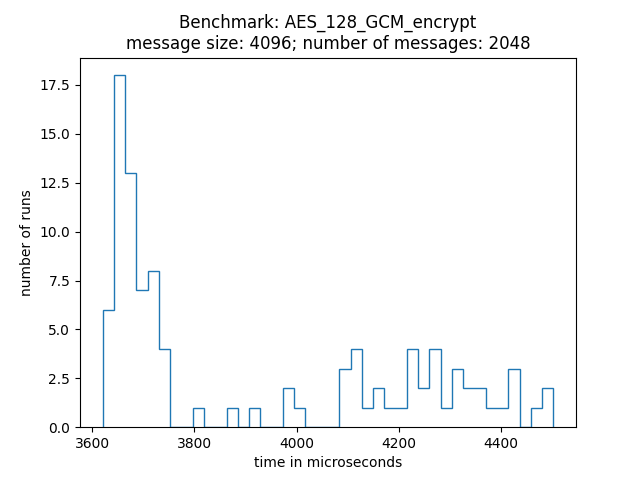 Benchmark: AES_128_GCM_encrypt
message size: 4096; number of messages: 2048
17.5
15.0
12.5
10.0
7.5
5.0
2.5
0.0
number of runs
3600 3800 4000 4200 4400
time in microseconds